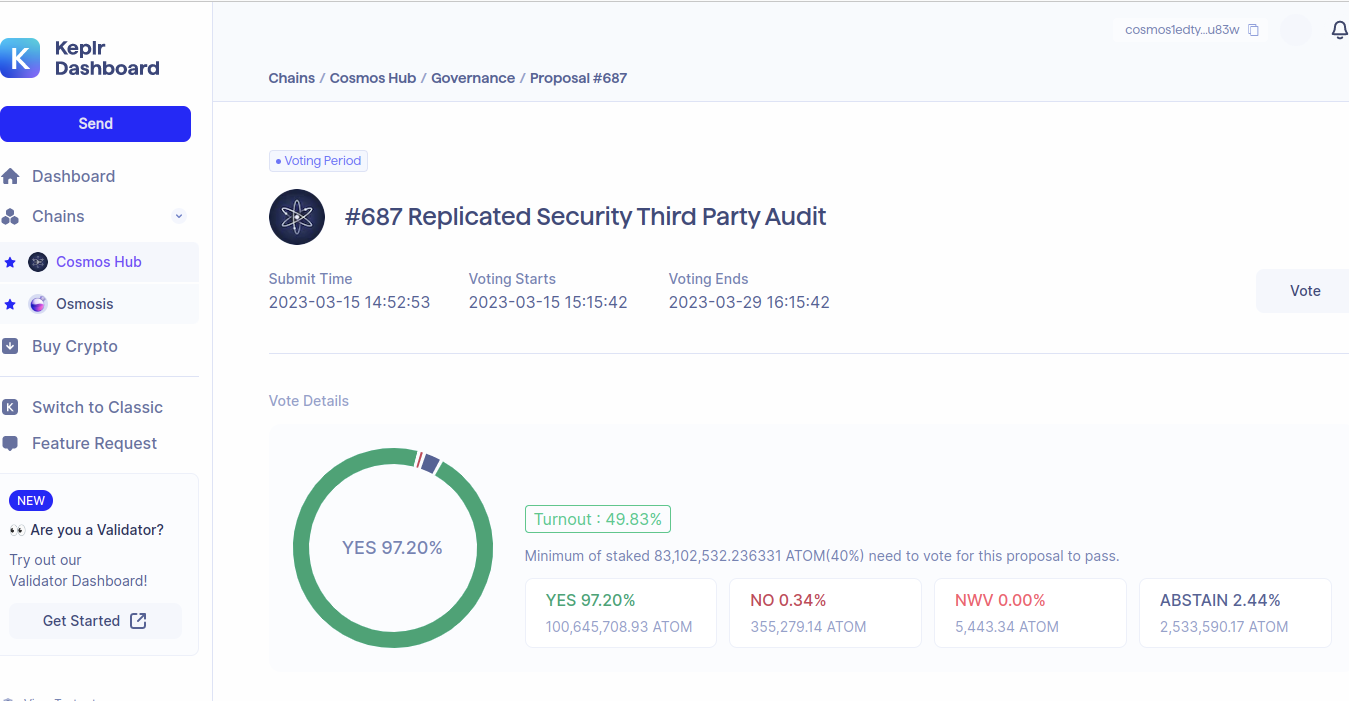 Keplr
Dashboard
Send
Dashboard
Chains
Cosmos Hub
Osmosis
Buy Crypto
Switch to Classic
Feature Request
NEW
👀 Are you a Validator?
Try out our
Validator Dashboard!
Get Started
cosmos1edty...u83w
Chains / Cosmos Hub / Governance / Proposal #687
• Voting Period
#687 Replicated Security Third Party Audit
Submit Time
2023-03-15 14:52:53
Voting Starts
2023-03-15 15:15:42
Voting Ends
2023-03-29 16:15:42
Vote
Vote Details
YES 97.20%
Turnout : 49.83%
Minimum of staked 83,102,532.236331 ATOM(40%) need to vote for this proposal to pass.
YES 97.20%
100,645,708.93 ATOM
NO 0.34%
355,279.14 ATOM
NWV 0.00%
5,443.34 ATOM
ABSTAIN 2.44%
2,533,590.17 ATOM